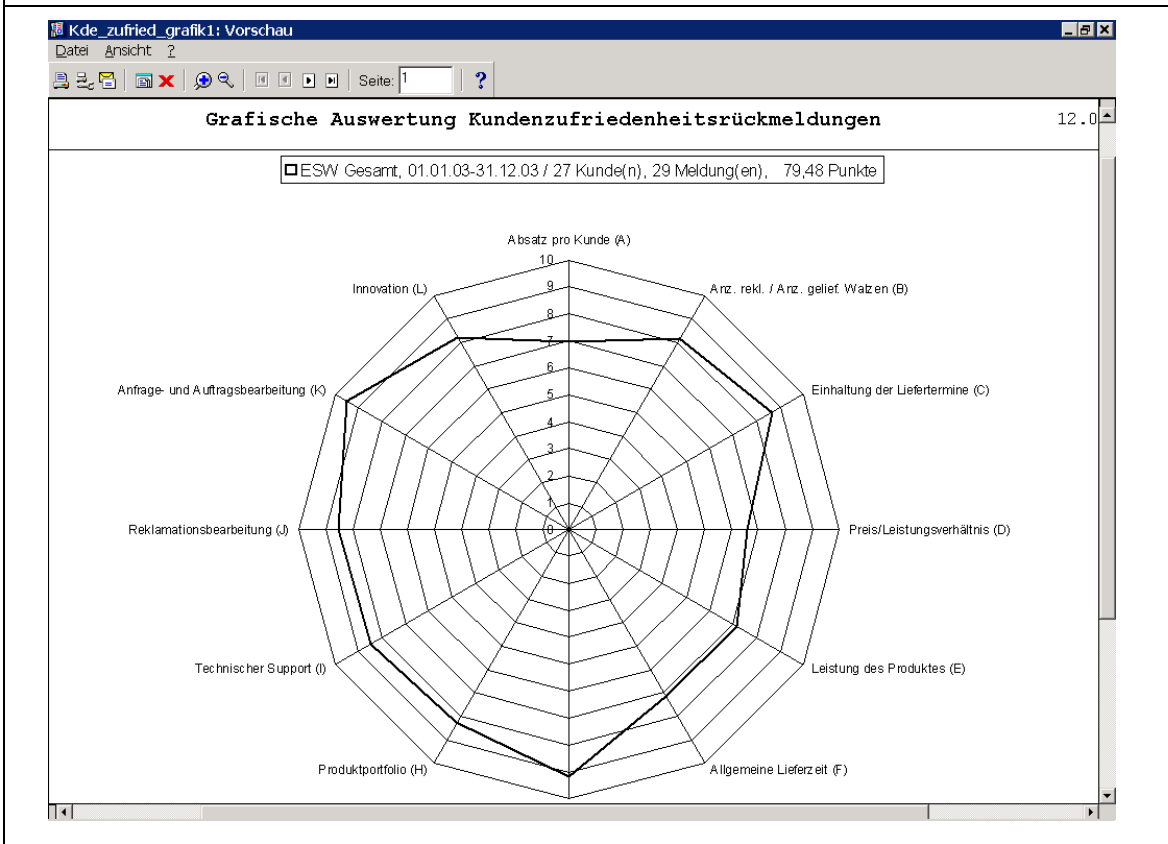 Kde_zufried_grafik1: Vorschau
Datei Ansicht ?
Seite: 1 ?
Grafische Auswertung Kundenzufriedenheitsrückmeldungen 12.0
ESW Gesamt, 01.01.03-31.12.03 / 27 Kunde(n), 29 Meldung(en), 79,48 Punkte
Absatz pro Kunde (A)
10
Innovation (L) 9 Anz. rekl. / Anz. gelief. Walzen (B)
8
7
6
Anfrage- und Auftragsbearbeitung (K) 5 Einhaltung der Liefertermine (C)
4
3
2
1
Reklamationsbearbeitung (J) 0 Preis/Leistungsverhältnis (D)
Technischer Support (I) Leistung des Produktes (E)
Produktportfolio (H) Allgemeine Lieferzeit (F)